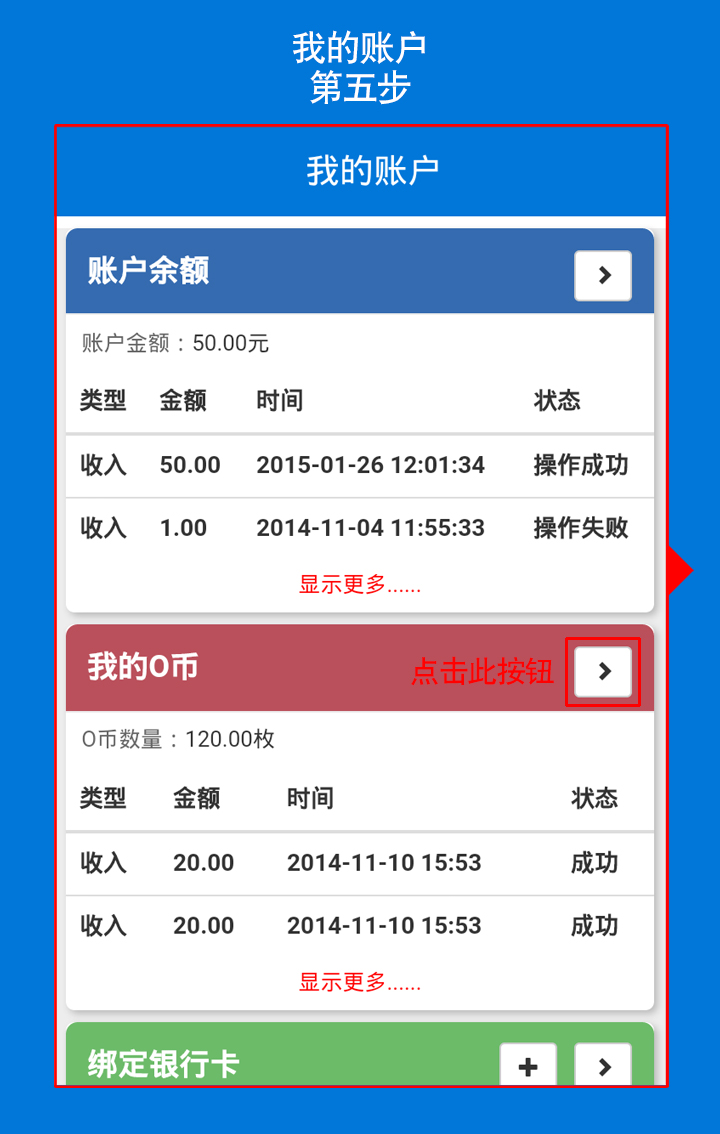 我的账户
第五步
我的账户
账户余额
账户金额：50.00元
类型 金额 时间 状态
收入 50.00 2015-01-26 12:01:34 操作成功
收入 1.00 2014-11-04 11:55:33 操作失败
显示更多......
我的O币 点击此按钮
O币数量：120.00枚
类型 金额 时间 状态
收入 20.00 2014-11-10 15:53 成功
收入 20.00 2014-11-10 15:53 成功
显示更多......
绑定银行卡